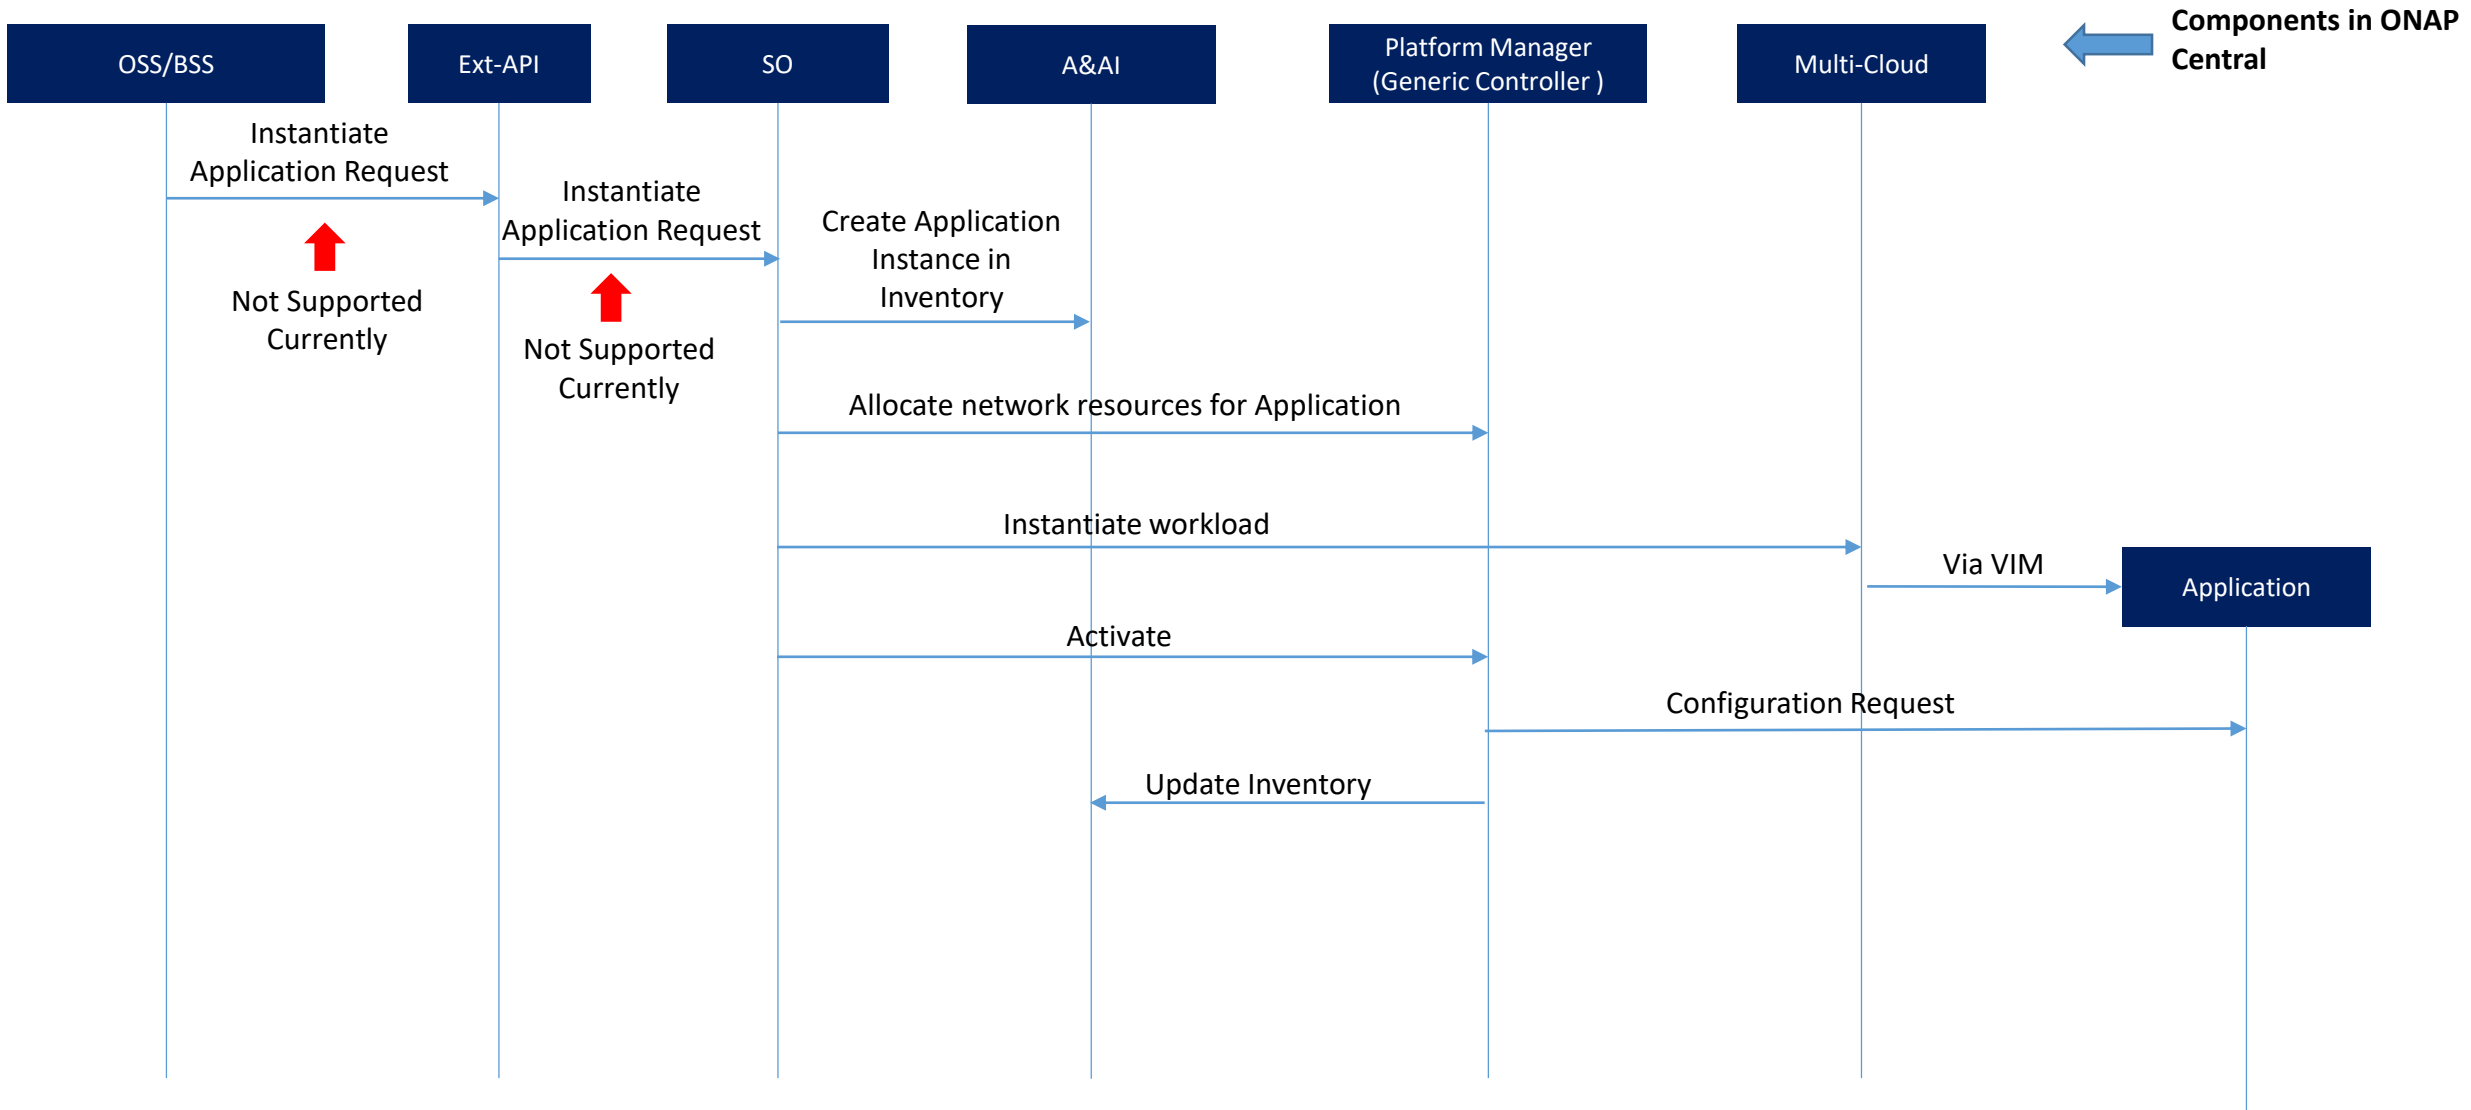 OSS/BSS
Ext-API
SO
A&AI
Platform Manager
(Generic Controller )
Multi-Cloud
Components in ONAP
Central
Instantiate
Application Request
Not Supported
Currently
Instantiate
Application Request
Not Supported
Currently
Create Application
Instance in
Inventory
Allocate network resources for Application
Instantiate workload
Via VIM
Application
Activate
Configuration Request
Update Inventory